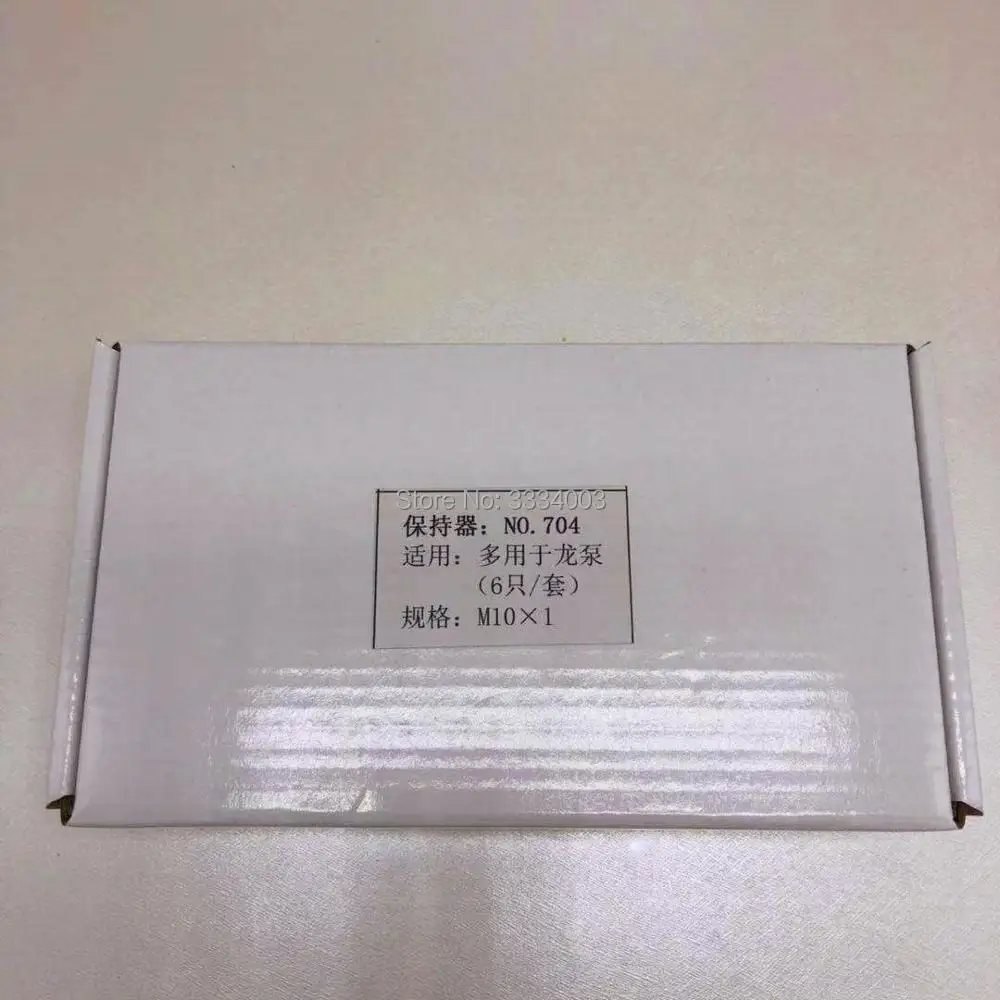 Store No: 3334003
保持器：NO.704
适用：多用于龙泵
（6只/套）
规格：M10×1